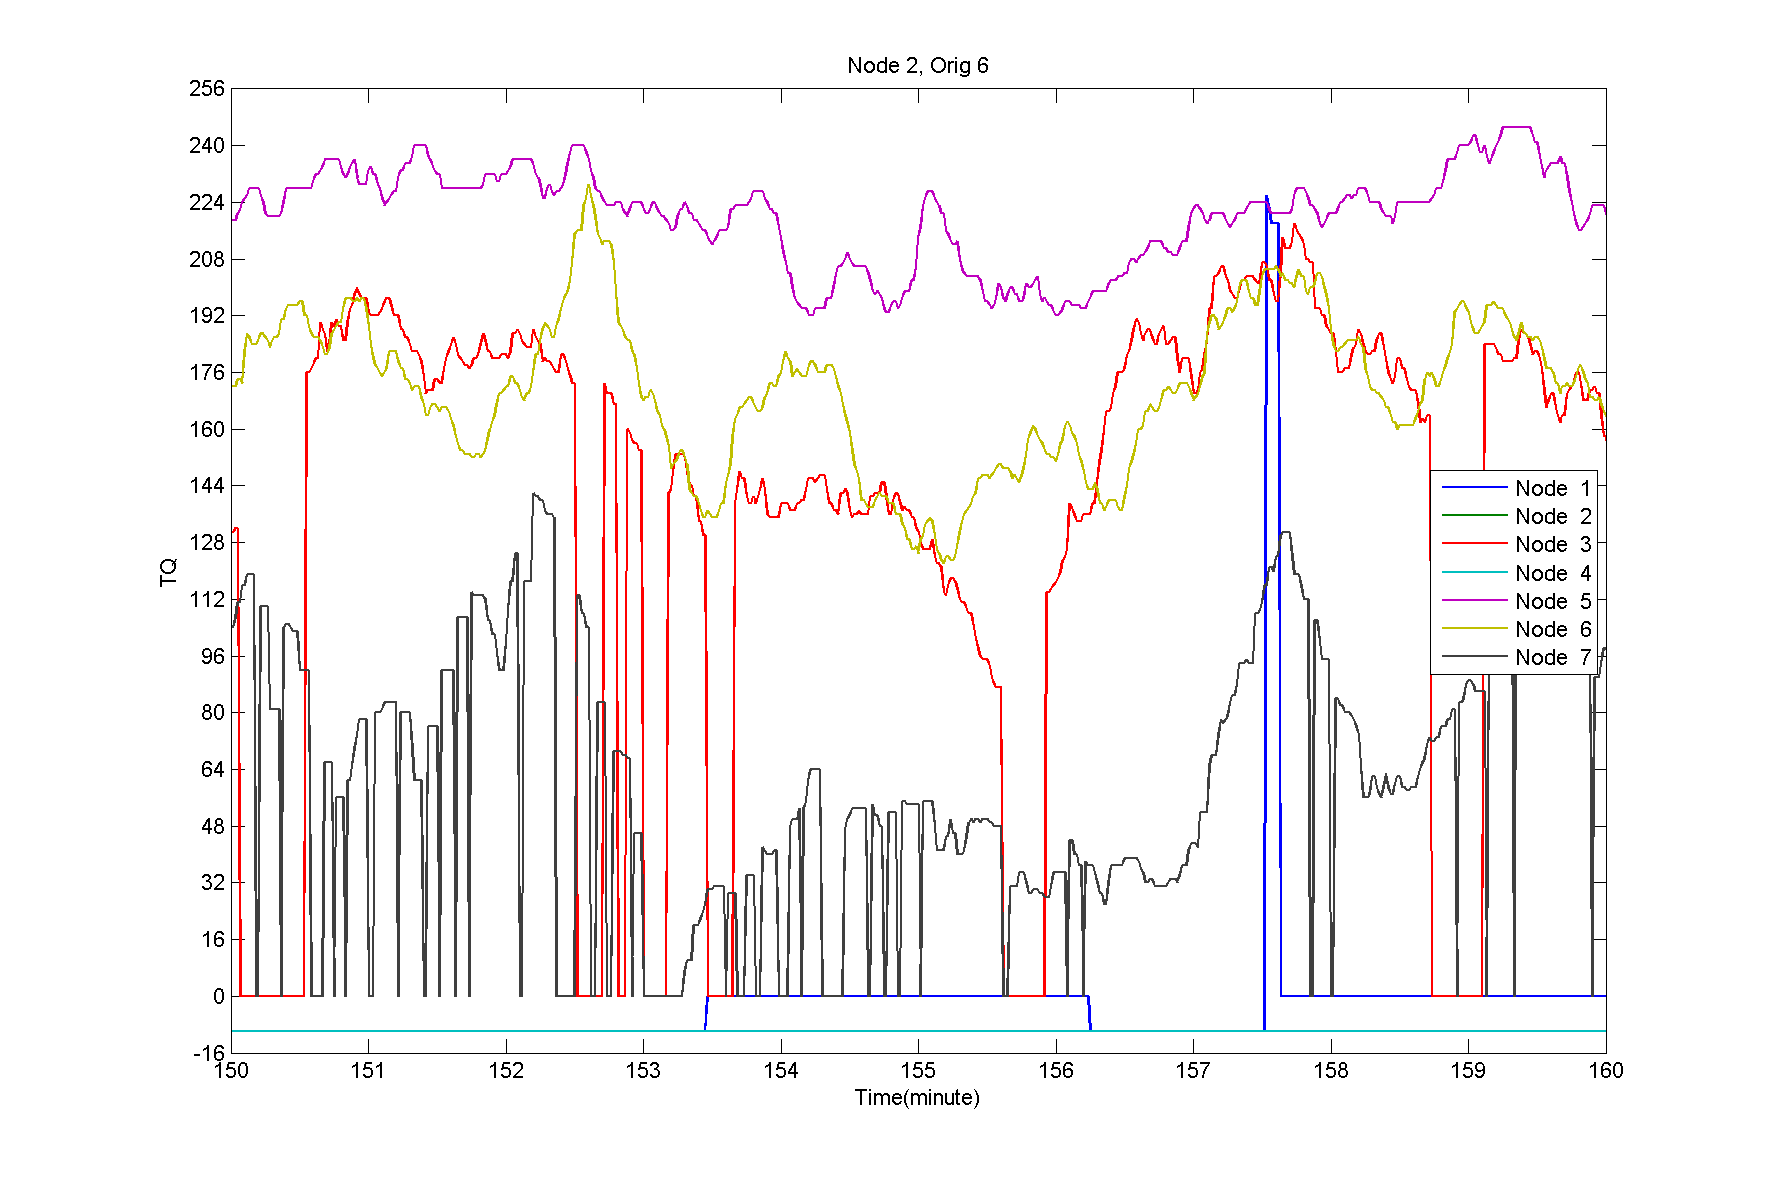 Node 2, Orig 6
256
240
224
208
192
176
160
144
128
112
96
80
64
48
32
16
0
-16
TQ
150 151 152 153 154 155 156 157 158 159 160
Time(minute)
Node 1
Node 2
Node 3
Node 4
Node 5
Node 6
Node 7